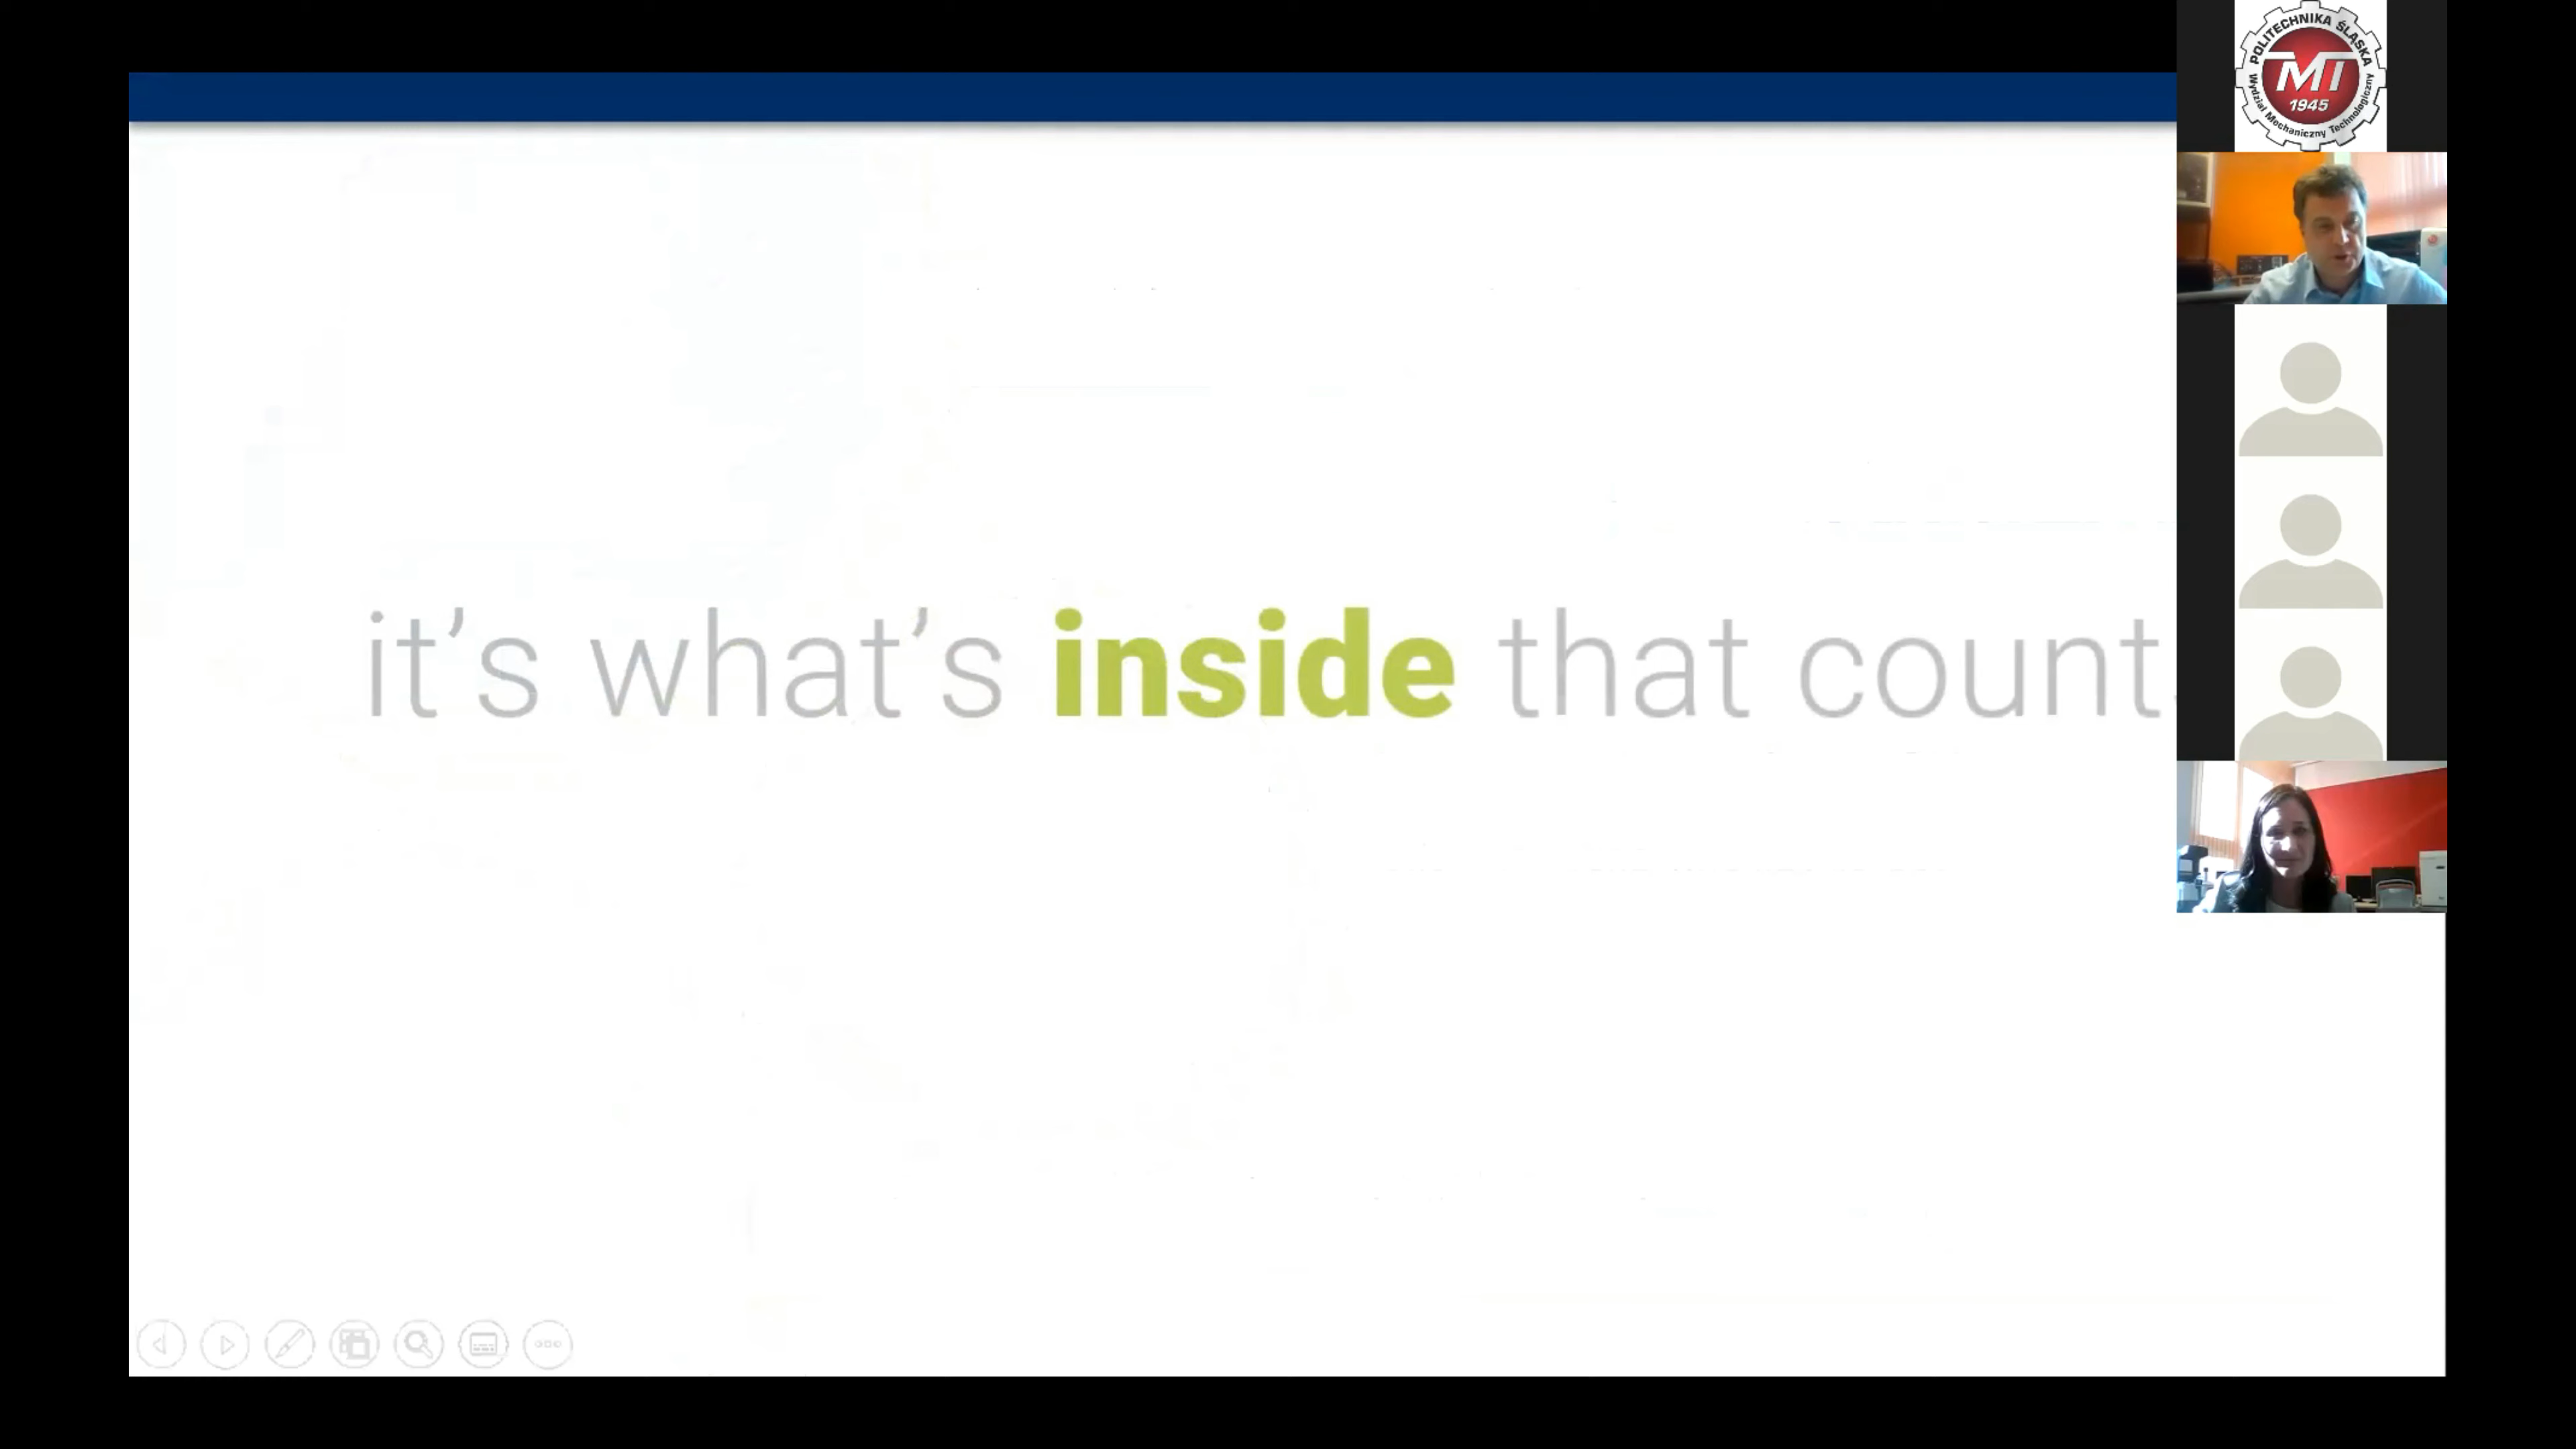 POLITECHNIKA ŚLĄSKA
MT
1945
Wydział Mechaniczny Technologiczny
it's what's inside that count